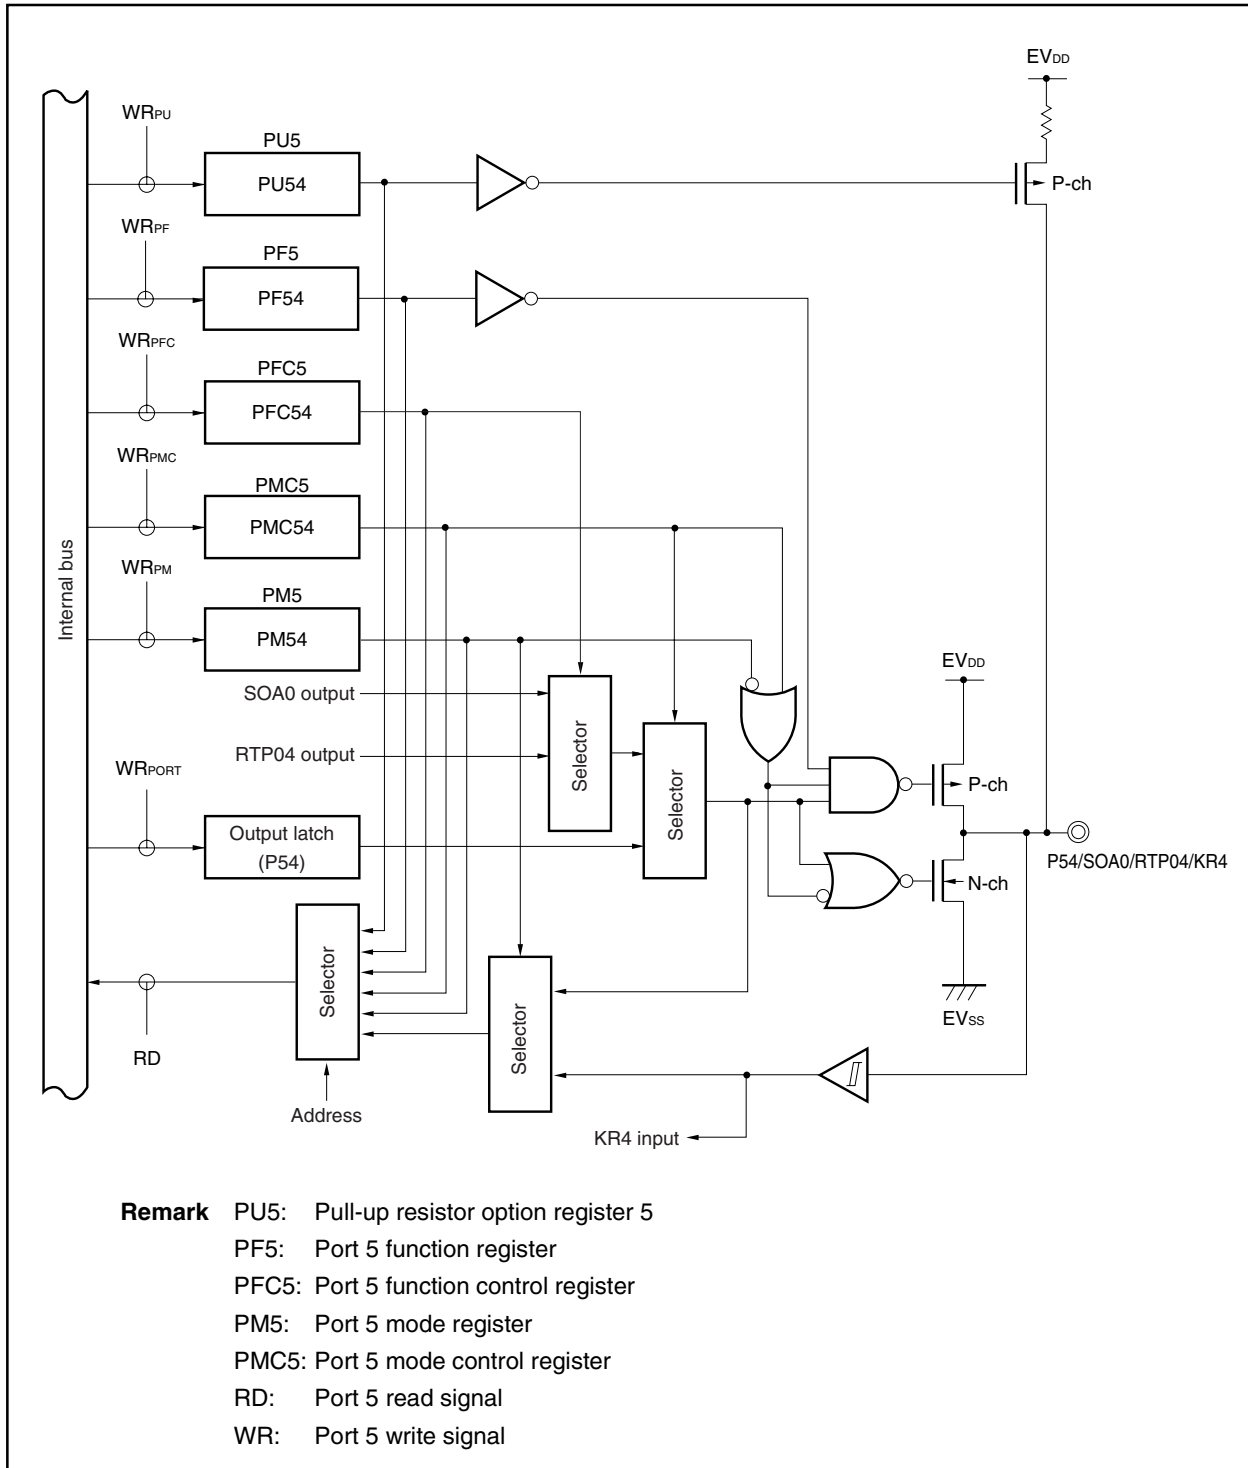 EVDD
WRPU
PU5
PU54
P-ch
WRPF
PF5
PF54
WRPFC
PFC5
PFC54
WRPMC
PMC5
PMC54
Internal bus
WRPM
PM5
PM54
EVDD
SOA0 output
Selector
RTP04 output
Selector
WRPORT
P-ch
Output latch
(P54)
P54/SOA0/RTP04/KR4
N-ch
Selector
Selector
EVSS
RD
Address
KR4 input
Remark PU5: Pull-up resistor option register 5
PF5: Port 5 function register
PFC5: Port 5 function control register
PM5: Port 5 mode register
PMC5: Port 5 mode control register
RD: Port 5 read signal
WR: Port 5 write signal